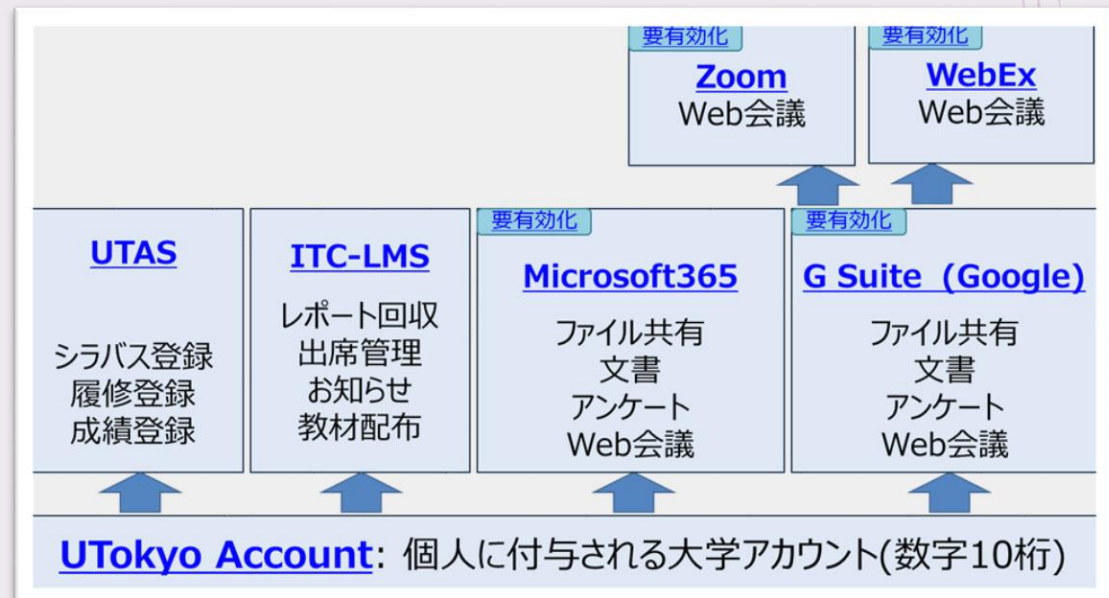 要有効化
Zoom
Web会議
要有効化
WebEx
Web会議
UTAS
シラバス登録
履修登録
成績登録
ITC-LMS
レポート回収
出席管理
お知らせ
教材配布
要有効化
Microsoft365
ファイル共有
文書
アンケート
Web会議
要有効化
G Suite (Google)
ファイル共有
文書
アンケート
Web会議
UTokyo Account: 個人に付与される大学アカウント(数字10桁)